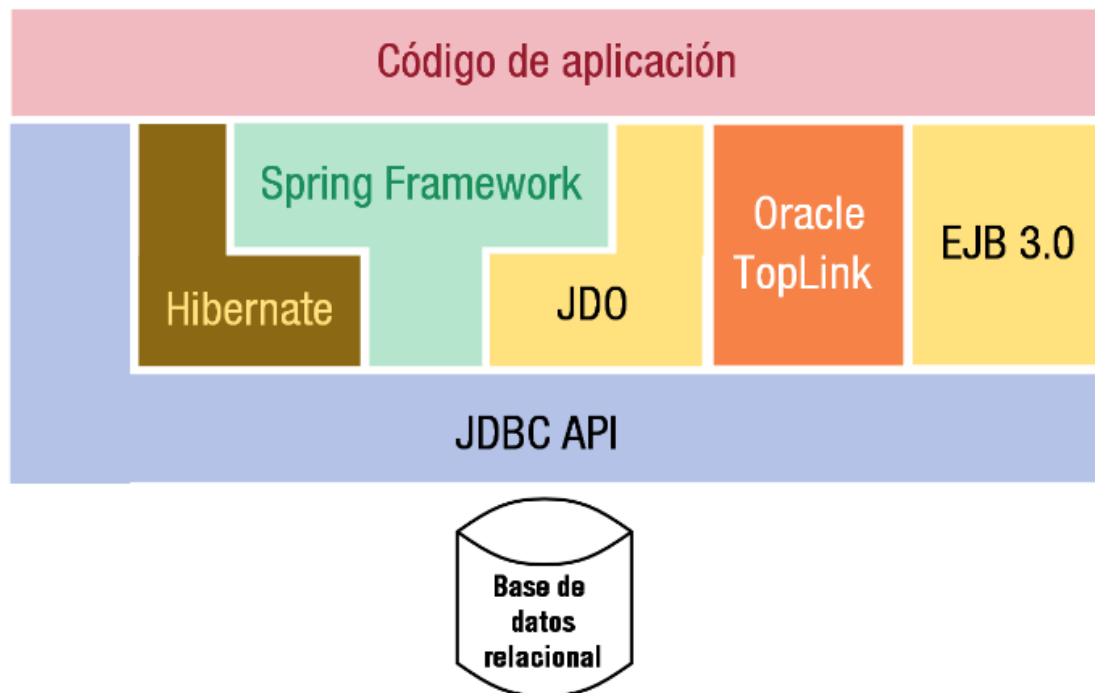 Código de aplicación
Spring Framework
Oracle
TopLink
EJB 3.0
Hibernate
JDO
JDBC API
Base de
datos
relacional